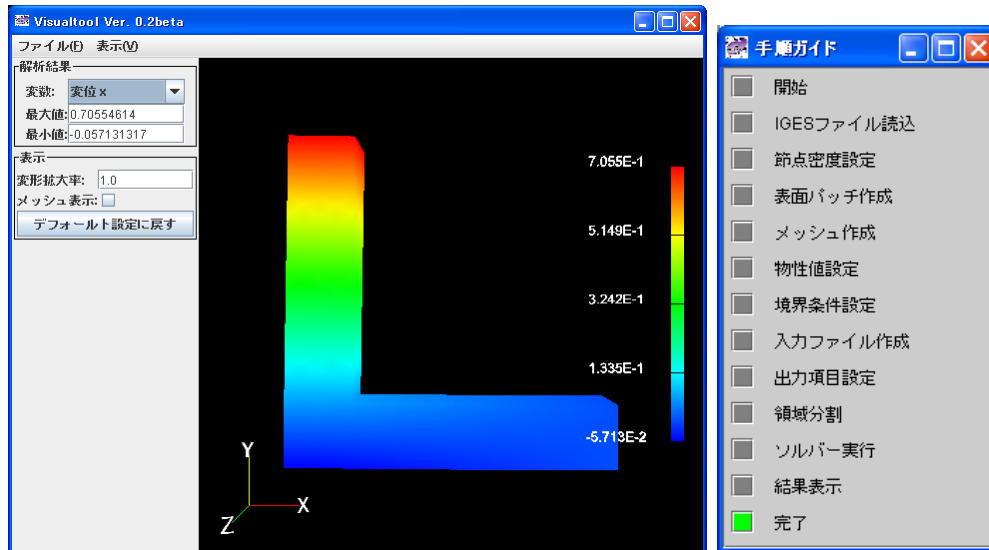 Visualtool Ver. 0.2beta
ファイル(F) 表示(V)
解析結果
変数: 変位 x
最大値: 0.70554614
最小値: -0.057131317
表示
変形拡大率: 1.0
メッシュ表示:
デフォールト設定に戻す
7.055E-1
5.149E-1
3.242E-1
1.335E-1
-5.713E-2
Y
X
Z
手順ガイド
開始
IGESファイル読込
節点密度設定
表面パッチ作成
メッシュ作成
物性値設定
境界条件設定
入力ファイル作成
出力項目設定
領域分割
ソルバー実行
結果表示
完了